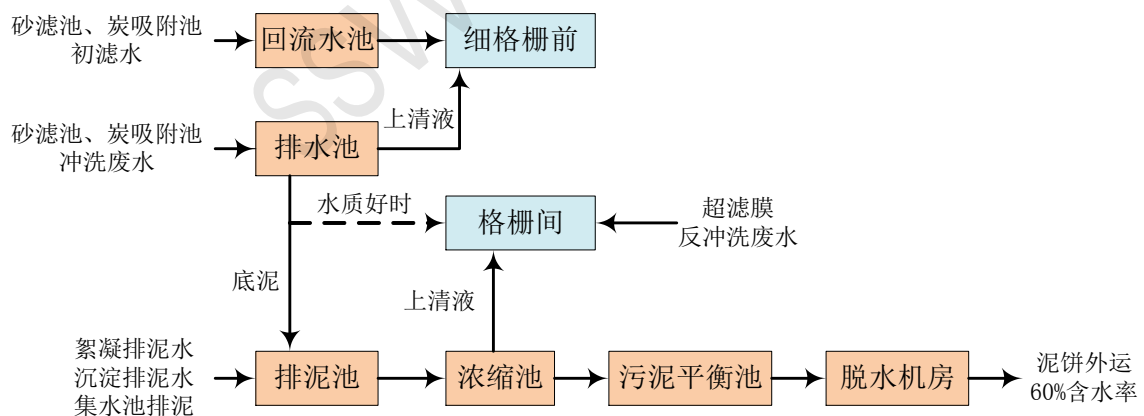 砂滤池、炭吸附池
初滤水
回流水池
细格栅前
上清液
砂滤池、炭吸附池
冲洗废水
排水池
水质好时
格栅间
超滤膜
反冲洗废水
底泥
上清液
絮凝排泥水
沉淀排泥水
集水池排泥
排泥池
浓缩池
污泥平衡池
脱水机房
泥饼外运
60%含水率